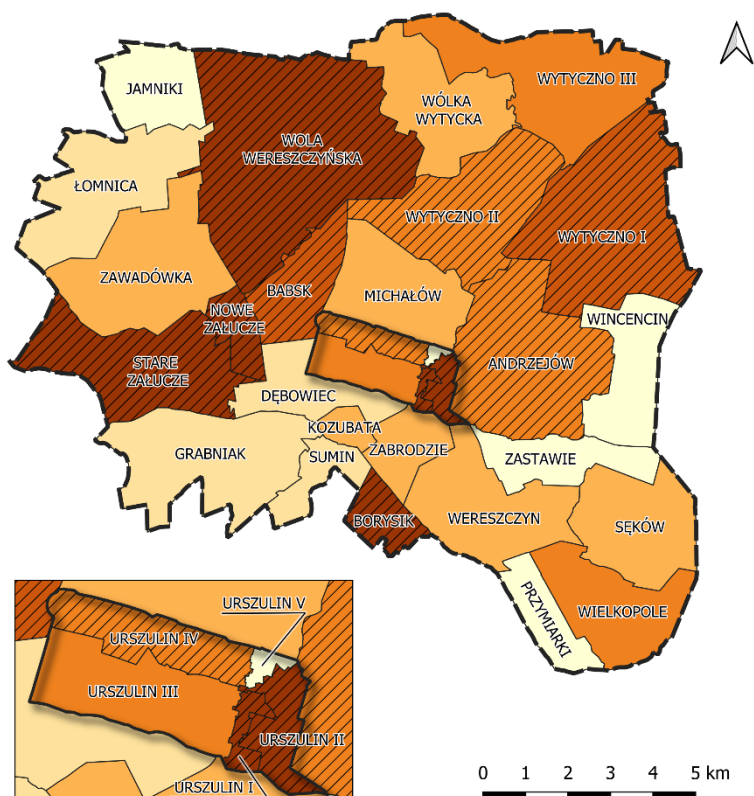 JAMNIKI
WYTYCZNO III
WÓLKA
WYTYCKA
WOLA
WERESZCZYŃSKA
ŁOMNICA
WYTYCZNO II
WYTYCZNO I
ZAWADÓWKA
BABSK
MICHAŁÓW
NOWE
ZAŁUCZE
WINCENCIN
STARE
ZAŁUCZE
ANDRZEJÓW
DĘBOWIEC
KOZUBATA
GRABNIAK
SUMIN
ZABRODZIE
ZASTAWIE
BORYSIK
WERESZCZYN
SĘKÓW
PRZYMIARKI
WIELKOPOLE
URSZULIN V
URSZULIN IV
URSZULIN III
URSZULIN II
URSZULIN I
0 1 2 3 4 5 km